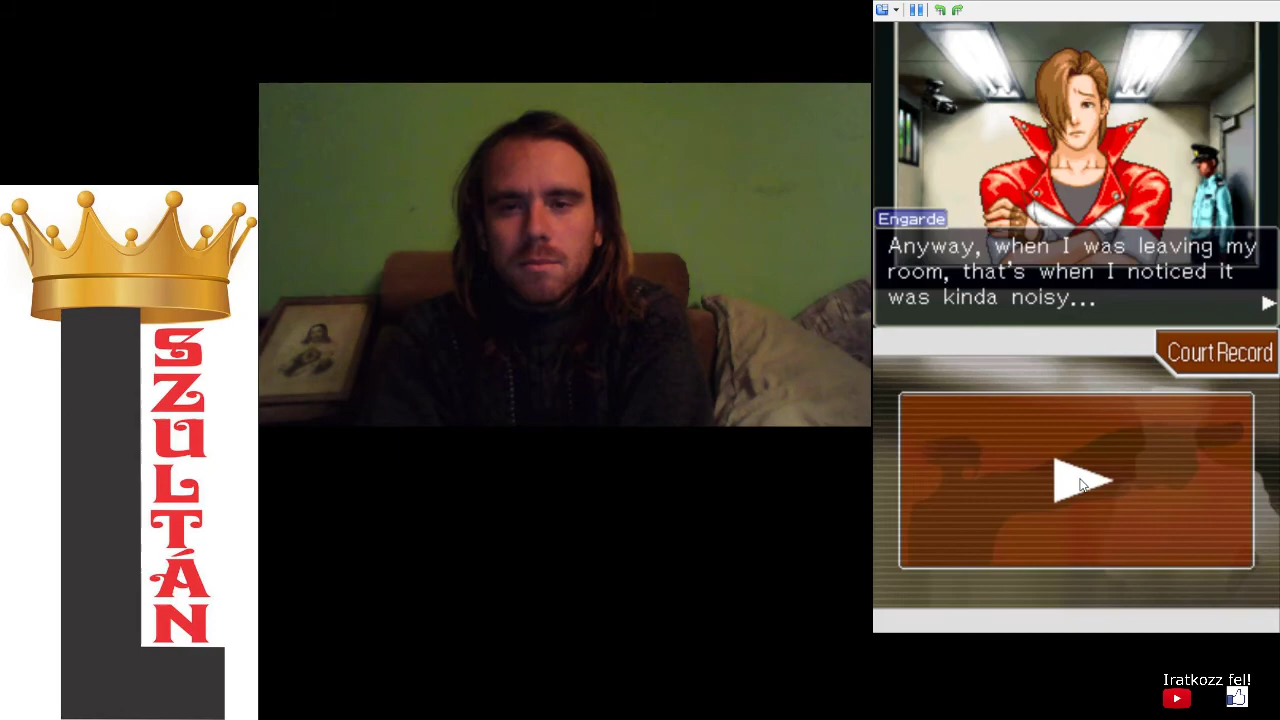 L
SZULTÁN
Engarde
Anyway, when I was leaving my
room, that's when I noticed it
was kinda noisy...
Court Record
Iratkozz fel!